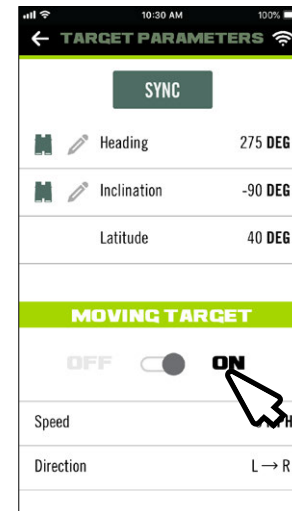 10:30 AM 100%
TARGET PARAMETERS
SYNC
Heading 275 DEG
Inclination -90 DEG
Latitude 40 DEG
MOVING TARGET
OFF ON
Speed
Direction L → R